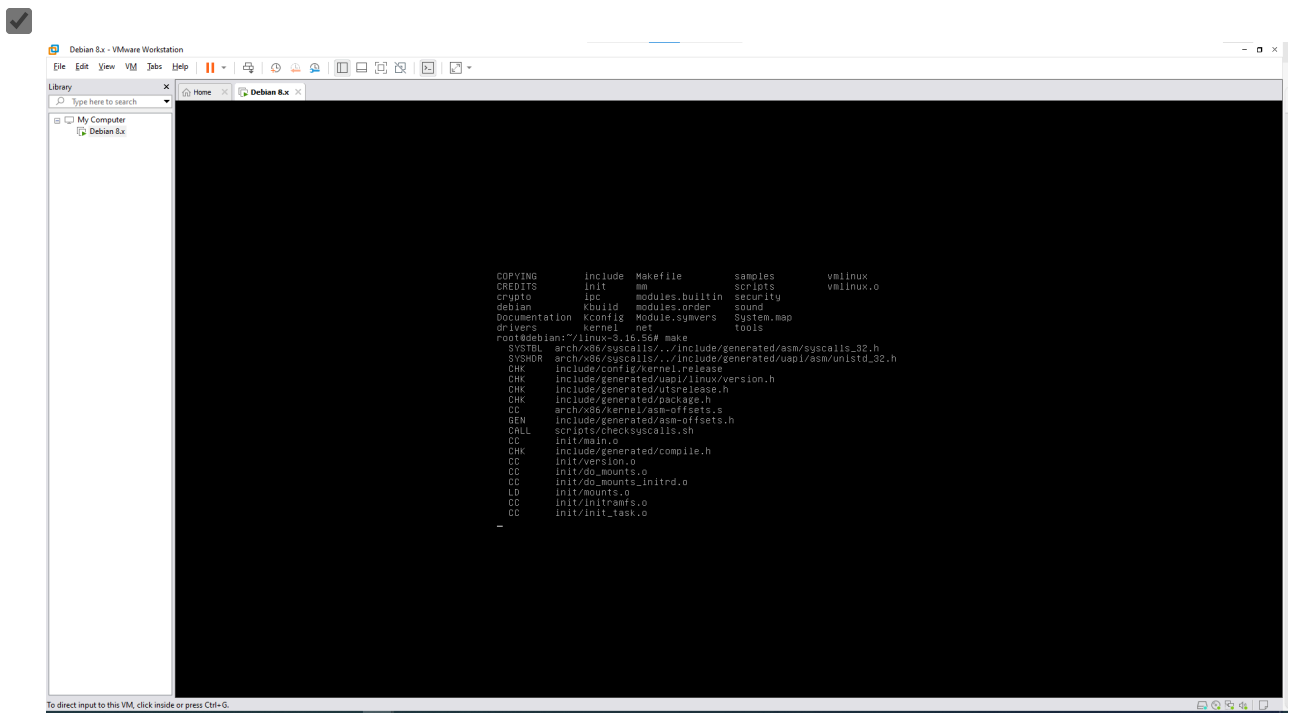 Debian 8.x - VMware Workstation
File Edit View VM Tabs Help
Library
Home
Debian 8.x
Type here to search
My Computer
Debian 8.x
COPYING include Makefile samples vmlinux
CREDITS init mm scripts vmlinux.o
crypto ipc modules.builtin security
debian Kbuild modules.order sound
Documentation Kconfig Module.symvers System.map
drivers kernel net tools
root@debian:~/linux-3.16.56# make
SYSTBL arch/x86/syscalls/../include/generated/asm/syscalls_32.h
SYSHDR arch/x86/syscalls/../include/generated/uapi/asm/unistd_32.h
CHK include/config/kernel.release
CHK include/generated/uapi/linux/version.h
CHK include/generated/utsrelease.h
CHK include/generated/package.h
CC arch/x86/kernel/asm-offsets.s
GEN include/generated/asm-offsets.h
CALL scripts/checksyscalls.sh
CC init/main.o
CHK include/generated/compile.h
CC init/version.o
CC init/do_mounts.o
CC init/do_mounts_initrd.o
LD init/mounts.o
CC init/initramfs.o
CC init/init_task.o
To direct input to this VM, click inside or press Ctrl+G.